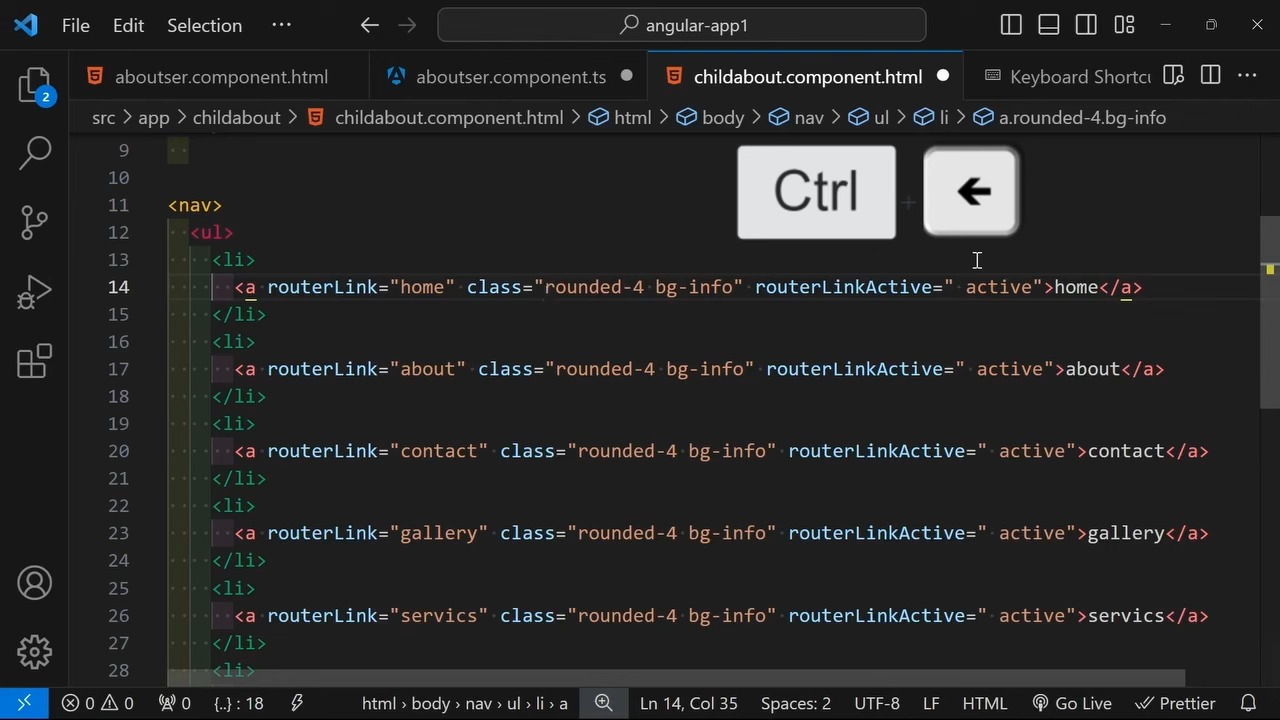 File Edit Selection ··· angular-app1
aboutser.component.html aboutser.component.ts childabout.component.html Keyboard Shortcu ···
src > app > childabout > childabout.component.html > html > body > nav > ul > li > a.rounded-4.bg-info
2
Ctrl + ←
9
10
11 <nav>
12 <ul>
13 <li>
14 <a routerLink="home" class="rounded-4 bg-info" routerLinkActive=" active">home</a>
15 </li>
16 <li>
17 <a routerLink="about" class="rounded-4 bg-info" routerLinkActive=" active">about</a>
18 </li>
19 <li>
20 <a routerLink="contact" class="rounded-4 bg-info" routerLinkActive=" active">contact</a>
21 </li>
22 <li>
23 <a routerLink="gallery" class="rounded-4 bg-info" routerLinkActive=" active">gallery</a>
24 </li>
25 <li>
26 <a routerLink="servics" class="rounded-4 bg-info" routerLinkActive=" active">servics</a>
27 </li>
28 <li>
0 0 0 {..} : 18 html › body › nav › ul › li › a Ln 14, Col 35 Spaces: 2 UTF-8 LF HTML Go Live Prettier